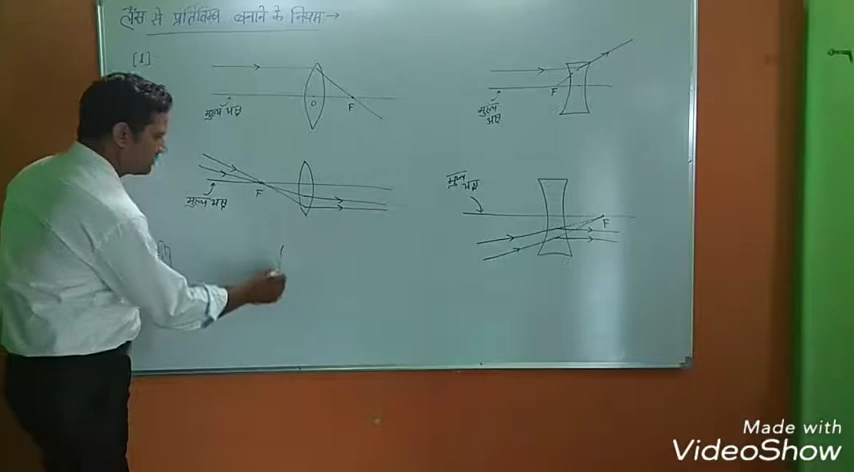 लैंस से प्रतिबिम्ब बनाने के नियम →
[1]
मुख्य अक्ष
O
F
F
मुख्य
अक्ष
मुख्य अक्ष
F
मुख्य
अक्ष
F
Made with
VideoShow